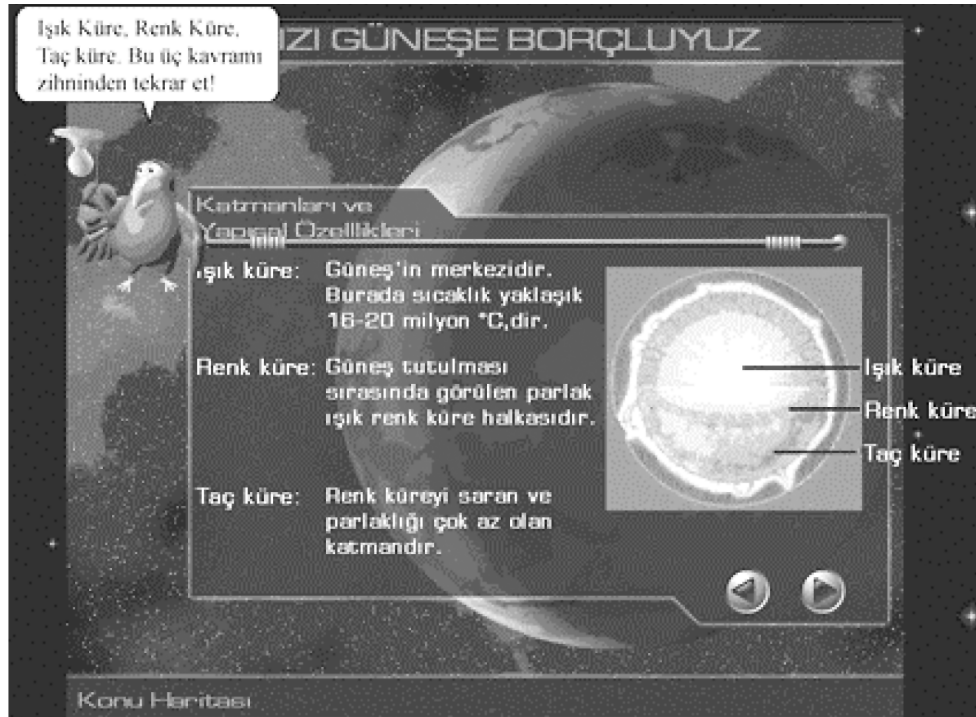 Işık Küre, Renk Küre,
Taç küre. Bu üç kavramı
zihninden tekrar et!
IZI GÜNEŞE BORÇLUYUZ
Katmanları ve
Yapısal Özelllikleri
Işık küre: Güneş'in merkezidir.
Burada sıcaklık yaklaşık
16-20 milyon °C,dir.
Renk küre: Güneş tutulması
sırasında görülen parlak
ışık renk küre halkasıdır.
Taç küre: Renk küreyi saran ve
parlaklığı çok az olan
katmandır.
Işık küre
Renk küre
Taç küre
Konu Haritası